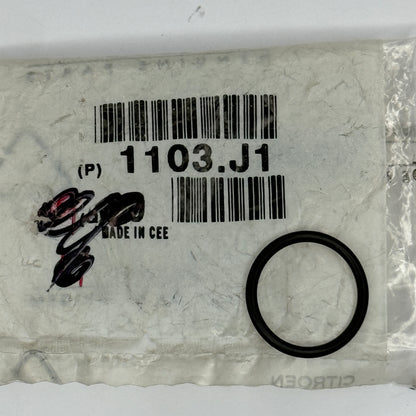 (P) 1103.J1
MADE IN CEE
CITROEN